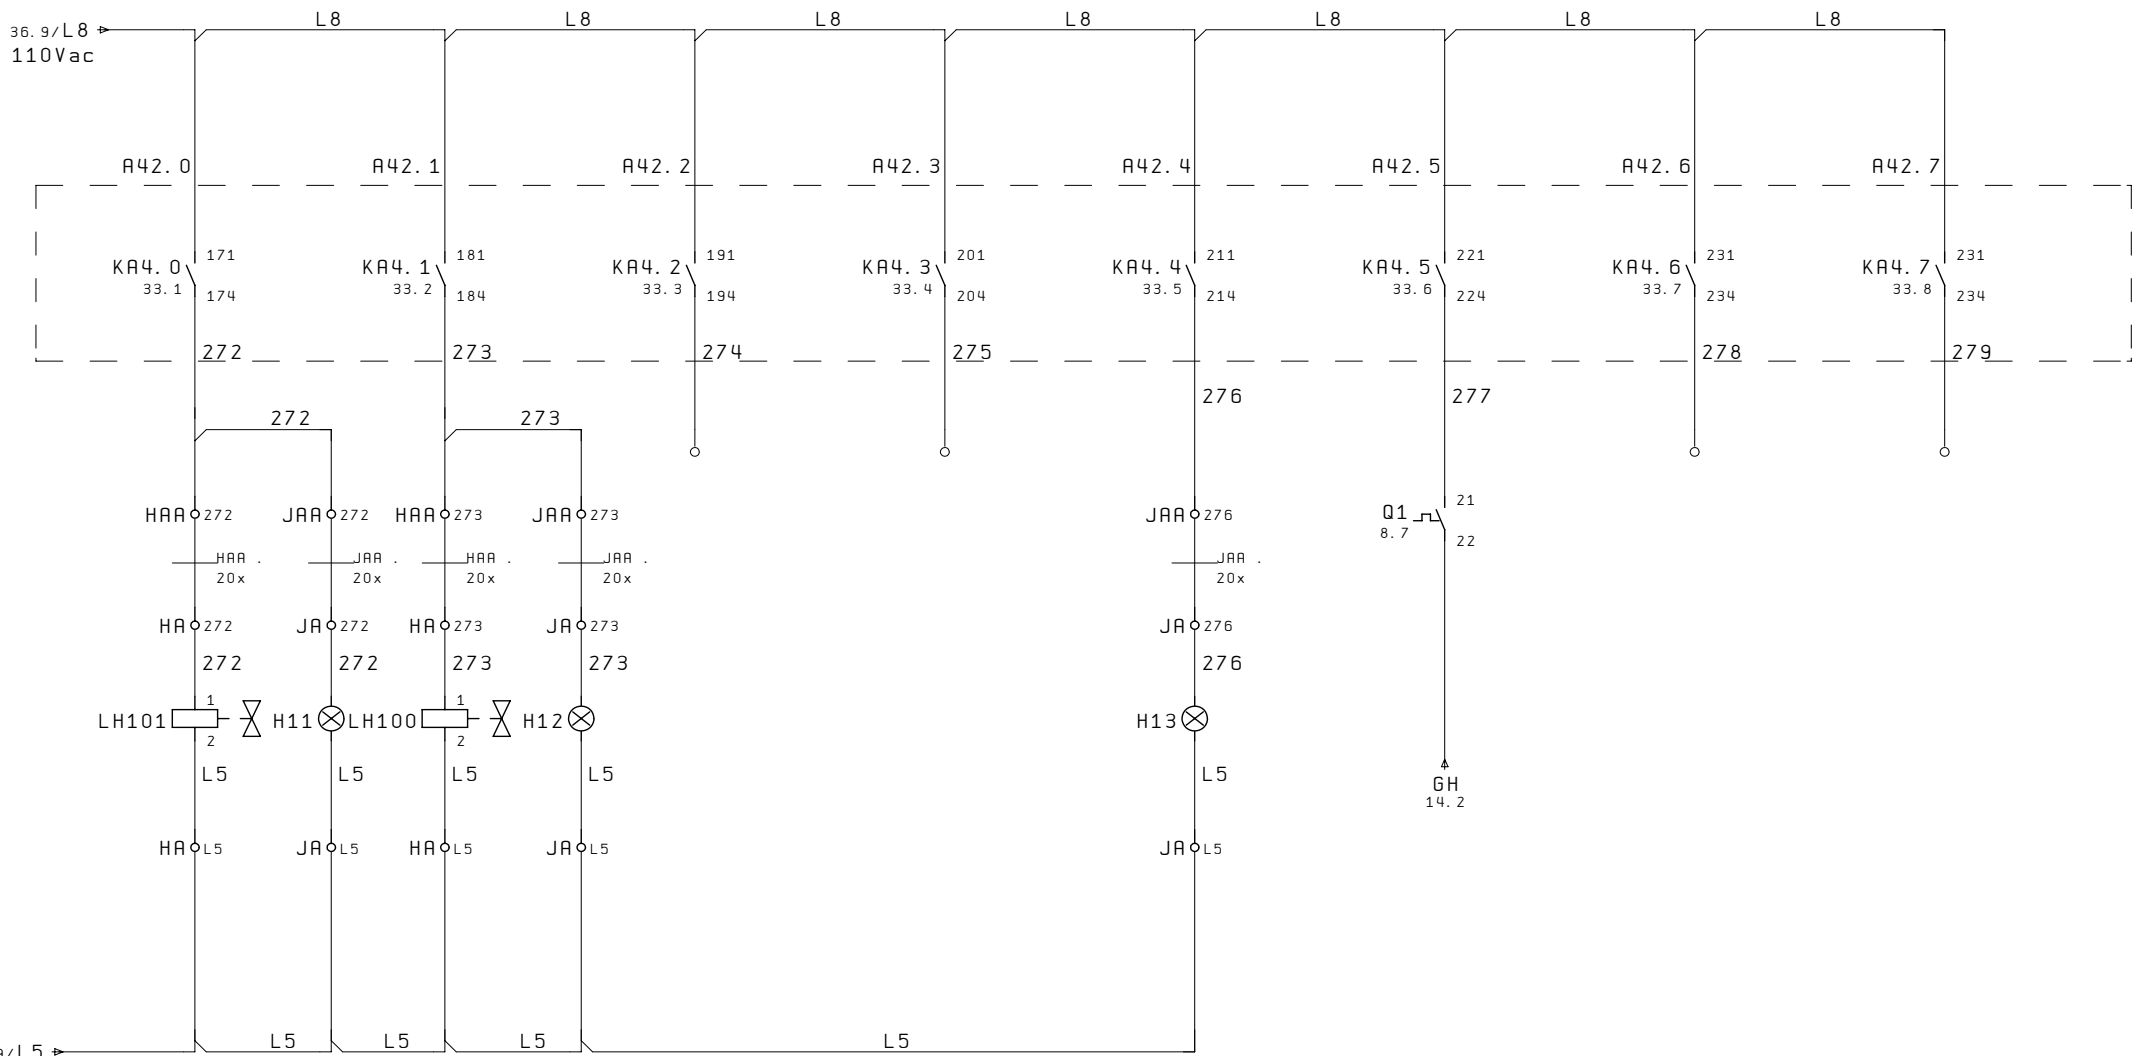 L8 L8 L8 L8 L8 L8 L8
36.9/L8
110Vac
A42.0 A42.1 A42.2 A42.3 A42.4 A42.5 A42.6 A42.7
171 181 191 201 211 221 231 231
KA4.0 KA4.1 KA4.2 KA4.3 KA4.4 KA4.5 KA4.6 KA4.7
33.1 33.2 33.3 33.4 33.5 33.6 33.7 33.8
174 184 194 204 214 224 234 234
272 273 274 275 278 279
276 277
272 273
21
HAA 272 JAA 272 HAA 273 JAA 273 JAA 276 Q1
8.7
22
HAA . JAA . HAA . JAA . JAA .
20x 20x 20x 20x 20x
HA 272 JA 272 HA 273 JA 273 JA 276
272 272 273 273 276
1 1
LH101 H11 LH100 H12 H13
2 2
L5 L5 L5 L5 L5
GH
14.2
HA L5 JA L5 HA L5 JA L5 JA L5
L5 L5 L5 L5
/L5